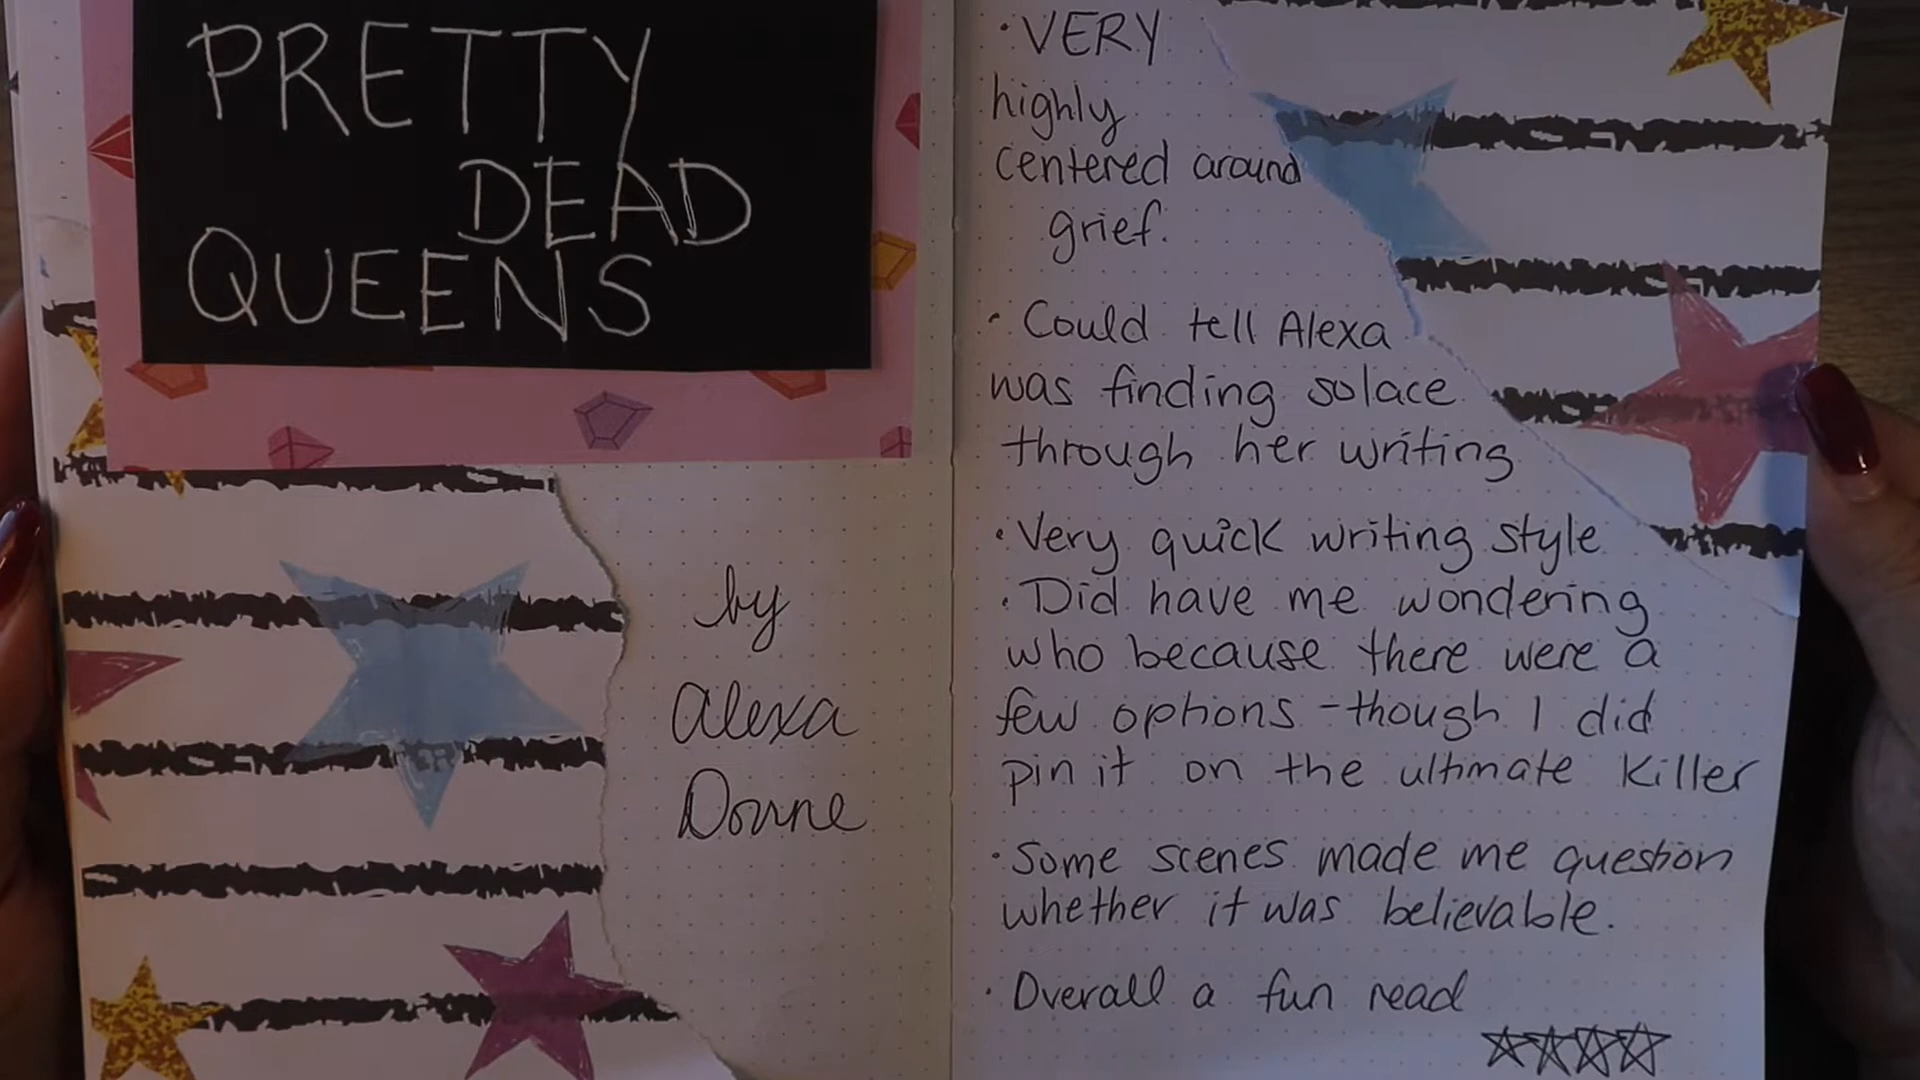 PRETTY
DEAD
QUEENS
by
Alexa
Donne
· VERY
highly
centered around
grief.
· Could tell Alexa
was finding solace
through her writing
· Very quick writing style
· Did have me wondering
who because there were a
few options - though I did
pin it on the ultimate killer
· Some scenes made me question
whether it was believable.
· Overall a fun read